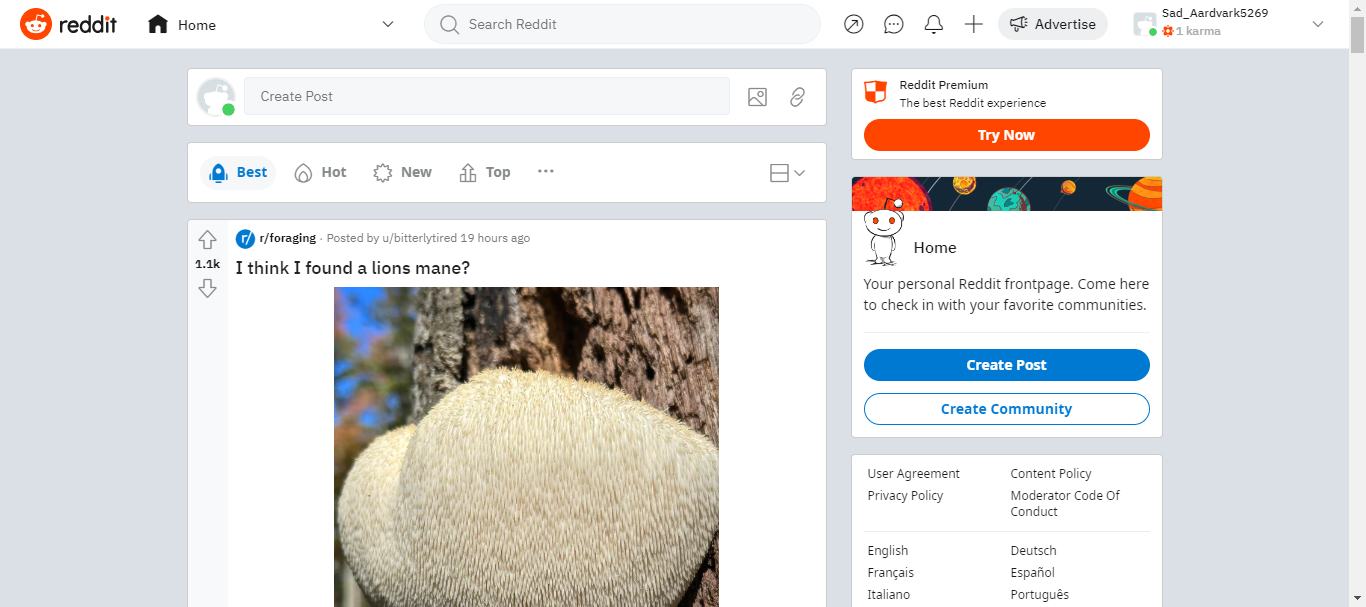 reddit
Home
Search Reddit
Advertise
Sad_Aardvark5269
1 karma
Create Post
Best
Hot
New
Top
r/foraging · Posted by u/bitterlytired 19 hours ago
1.1k
I think I found a lions mane?
Reddit Premium
The best Reddit experience
Try Now
Home
Your personal Reddit frontpage. Come here
to check in with your favorite communities.
Create Post
Create Community
User Agreement
Content Policy
Privacy Policy
Moderator Code Of
Conduct
English
Deutsch
Français
Español
Italiano
Português